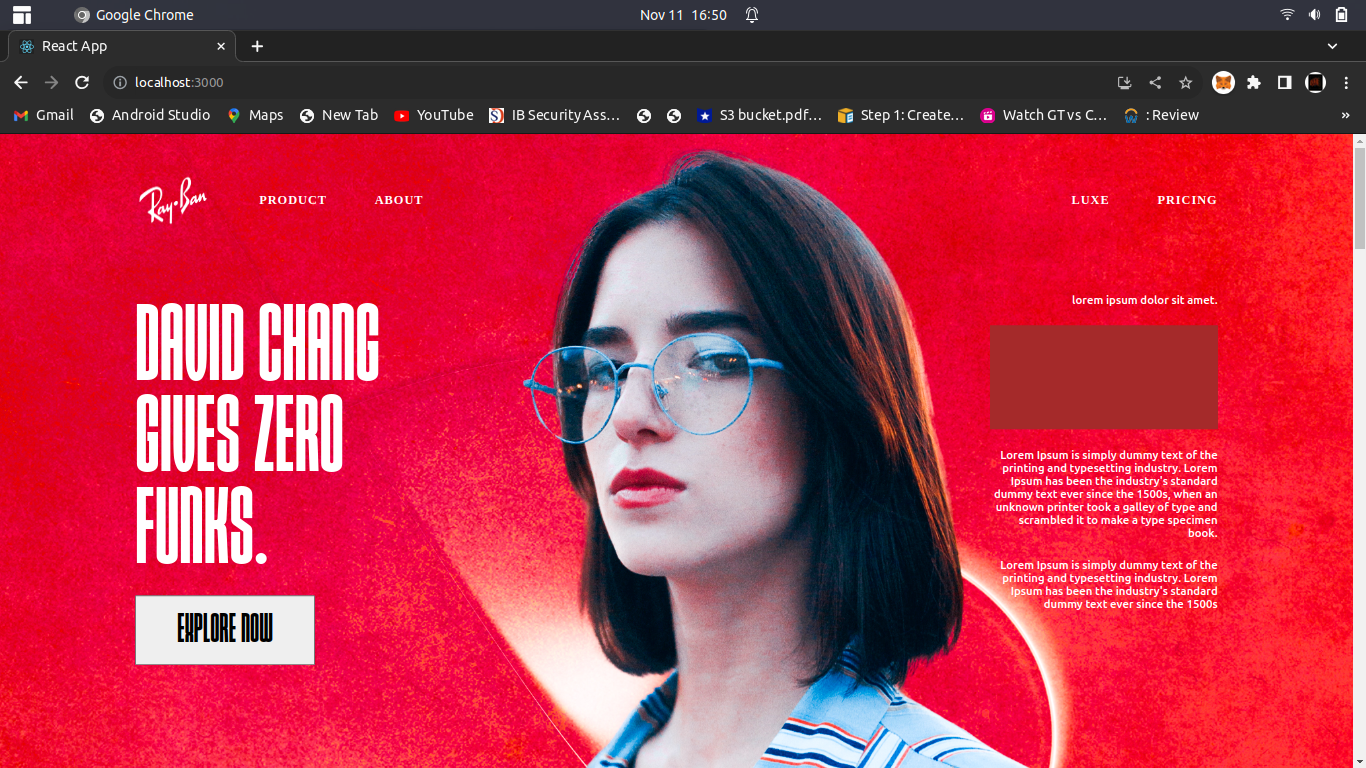 Google Chrome
Nov 11 16:50
React App
localhost:3000
Gmail
Android Studio
Maps
New Tab
YouTube
IB Security Ass…
S3 bucket.pdf…
Step 1: Create…
Watch GT vs C…
: Review
»
Ray-Ban
PRODUCT
ABOUT
LUXE
PRICING
DAVID CHANG
GIVES ZERO
FUNKS.
EXPLORE NOW
lorem ipsum dolor sit amet.
Lorem Ipsum is simply dummy text of the
printing and typesetting industry. Lorem
Ipsum has been the industry's standard
dummy text ever since the 1500s, when an
unknown printer took a galley of type and
scrambled it to make a type specimen
book.
Lorem Ipsum is simply dummy text of the
printing and typesetting industry. Lorem
Ipsum has been the industry's standard
dummy text ever since the 1500s